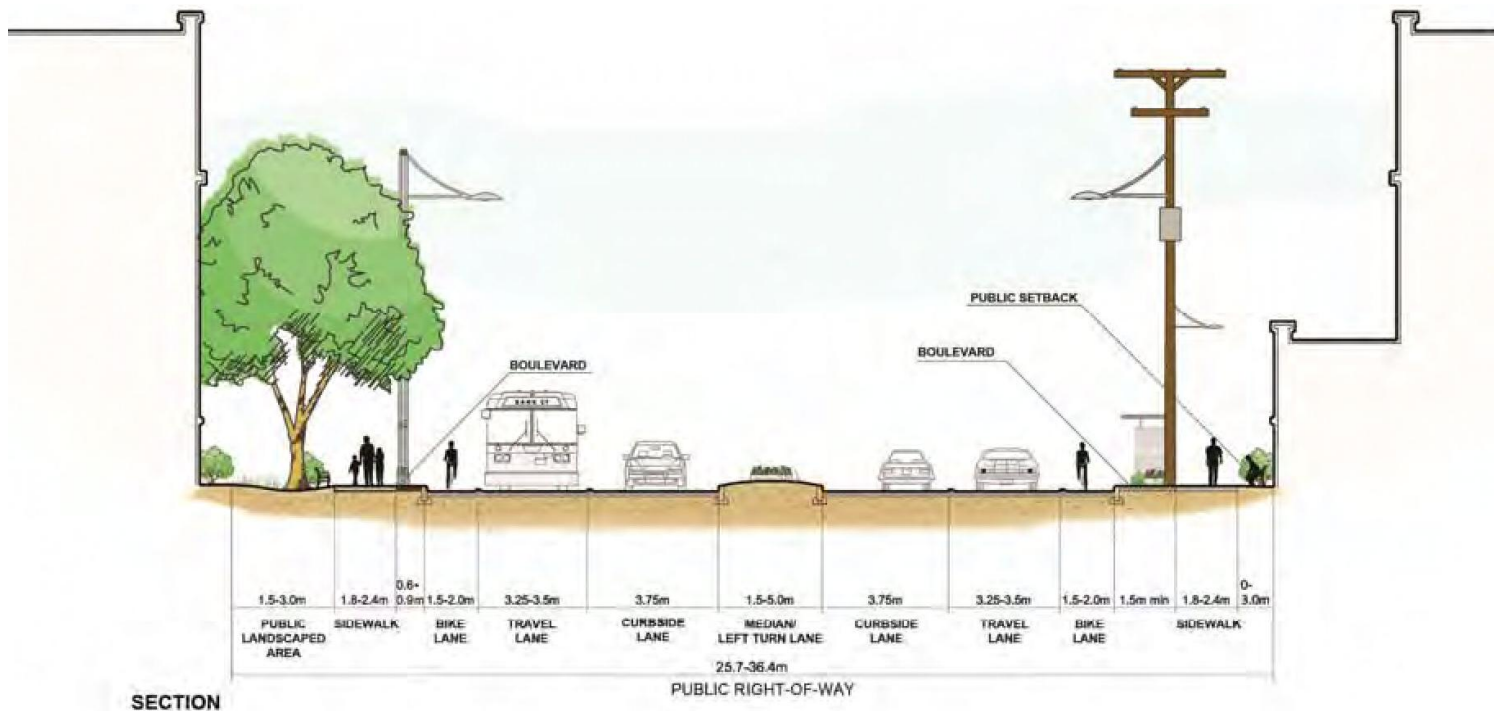 PUBLIC SETBACK
BOULEVARD
BOULEVARD
BANK ST
0.6-
0-
1.5-3.0m
1.8-2.4m
0.9m
1.5-2.0m
3.25-3.5m
3.75m
1.5-5.0m
3.75m
3.25-3.5m
1.5-2.0m
1.5m min
1.8-2.4m
3.0m
PUBLIC
LANDSCAPED
AREA
SIDEWALK
BIKE
LANE
TRAVEL
LANE
CURBSIDE
LANE
MEDIAN/
LEFT TURN LANE
CURBSIDE
LANE
TRAVEL
LANE
BIKE
LANE
SIDEWALK
25.7-36.4m
PUBLIC RIGHT-OF-WAY
SECTION